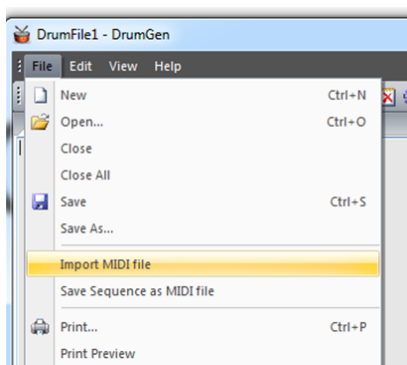 DrumFile1 - DrumGen
File Edit View Help
New Ctrl+N
Open... Ctrl+O
Close
Close All
Save Ctrl+S
Save As...
Import MIDI file
Save Sequence as MIDI file
Print... Ctrl+P
Print Preview